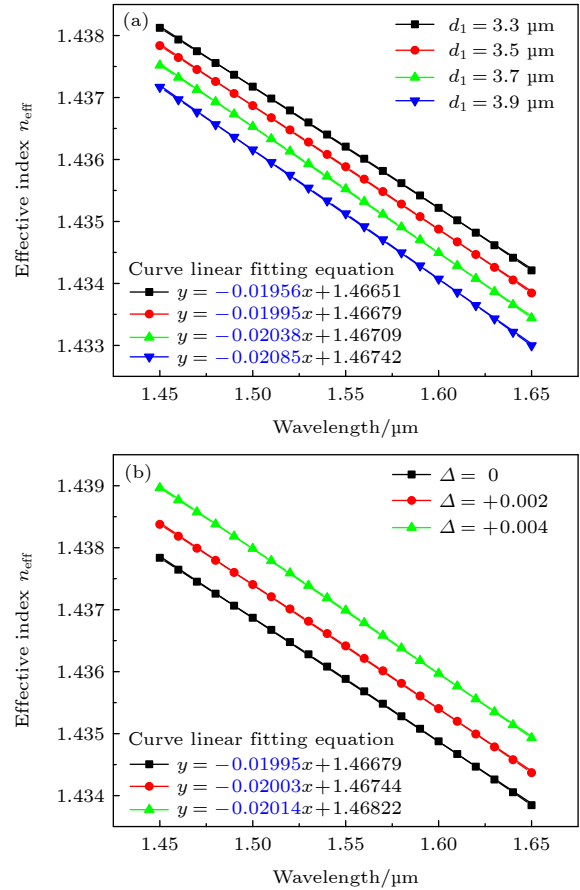 (a)
d₁ = 3.3 µm
d₁ = 3.5 µm
d₁ = 3.7 µm
d₁ = 3.9 µm
1.438
1.437
1.436
1.435
1.434
1.433
Effective index n_eff
Curve linear fitting equation
y = −0.01956x+1.46651
y = −0.01995x+1.46679
y = −0.02038x+1.46709
y = −0.02085x+1.46742
1.45 1.50 1.55 1.60 1.65
Wavelength/µm
(b)
Δ = 0
Δ = +0.002
Δ = +0.004
1.439
1.438
1.437
1.436
1.435
1.434
Effective index n_eff
Curve linear fitting equation
y = −0.01995x+1.46679
y = −0.02003x+1.46744
y = −0.02014x+1.46822
1.45 1.50 1.55 1.60 1.65
Wavelength/µm